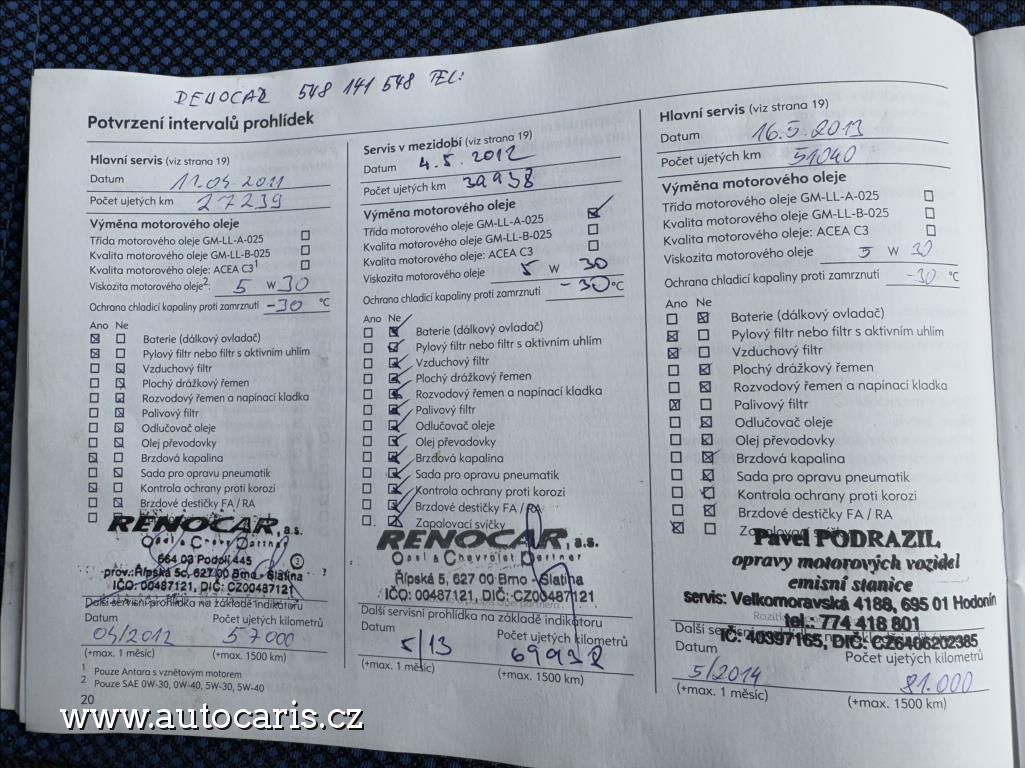 RENOCAR 548 141 548 TEL:
Potvrzení intervalů prohlídek
Hlavní servis (viz strana 19)
Datum 11.04.2011
Počet ujetých km 27239
Výměna motorového oleje
Třída motorového oleje GM-LL-A-025
Kvalita motorového oleje GM-LL-B-025
Kvalita motorového oleje: ACEA C3¹
Viskozita motorového oleje²: 5 W 30
Ochrana chladicí kapaliny proti zamrznutí -30 °C
Ano Ne
Baterie (dálkový ovladač)
Pylový filtr nebo filtr s aktivním uhlím
Vzduchový filtr
Plochý drážkový řemen
Rozvodový řemen a napínací kladka
Palivový filtr
Odlučovač oleje
Olej převodovky
Brzdová kapalina
Sada pro opravu pneumatik
Kontrola ochrany proti korozi
Brzdové destičky FA / RA
RENOCAR, a.s.
Opel & Chevrolet Partner
664 03 Podolí 445
prov.: Řípská 5c, 627 00 Brno - Slatina
IČO: 00487121, DIČ: CZ00487121
Další servisní prohlídka na základě indikátoru
Datum Počet ujetých kilometrů
04/2012 57000
(+max. 1 měsíc) (+max. 1500 km)
¹ Pouze Antara s vznětovým motorem
² Pouze SAE 0W-30, 0W-40, 5W-30, 5W-40
20
Servis v mezidobí (viz strana 19)
Datum 4.5.2012
Počet ujetých km 39938
Výměna motorového oleje
Třída motorového oleje GM-LL-A-025
Kvalita motorového oleje GM-LL-B-025
Kvalita motorového oleje: ACEA C3
Viskozita motorového oleje 5 W 30
Ochrana chladicí kapaliny proti zamrznutí -30 °C
Ano Ne
Baterie (dálkový ovladač)
Pylový filtr nebo filtr s aktivním uhlím
Vzduchový filtr
Plochý drážkový řemen
Rozvodový řemen a napínací kladka
Palivový filtr
Odlučovač oleje
Olej převodovky
Brzdová kapalina
Sada pro opravu pneumatik
Kontrola ochrany proti korozi
Brzdové destičky FA / RA
Zapalovací svíčky
RENOCAR, a.s.
Opel & Chevrolet Partner
Řípská 5, 627 00 Brno - Slatina
IČO: 00487121, DIČ: CZ00487121
Další servisní prohlídka na základě indikátoru
Datum Počet ujetých kilometrů
5/13 69938
(+max. 1 měsíc) (+max. 1500 km)
Hlavní servis (viz strana 19)
Datum 16.5.2013
Počet ujetých km 51040
Výměna motorového oleje
Třída motorového oleje GM-LL-A-025
Kvalita motorového oleje GM-LL-B-025
Kvalita motorového oleje: ACEA C3
Viskozita motorového oleje 5 W 30
Ochrana chladicí kapaliny proti zamrznutí -30 °C
Ano Ne
Baterie (dálkový ovladač)
Pylový filtr nebo filtr s aktivním uhlím
Vzduchový filtr
Plochý drážkový řemen
Rozvodový řemen a napínací kladka
Palivový filtr
Odlučovač oleje
Olej převodovky
Brzdová kapalina
Sada pro opravu pneumatik
Kontrola ochrany proti korozi
Brzdové destičky FA / RA
Pavel PODRAZIL
opravy motorových vozidel
emisní stanice
servis: Velkomoravská 4188, 695 01 Hodonín
tel.: 774 418 801
IČ: 40397165, DIČ: CZ6406202385
Datum Počet ujetých kilometrů
5/2014 81.000
(+max. 1 měsíc) (+max. 1500 km)
www.autocaris.cz